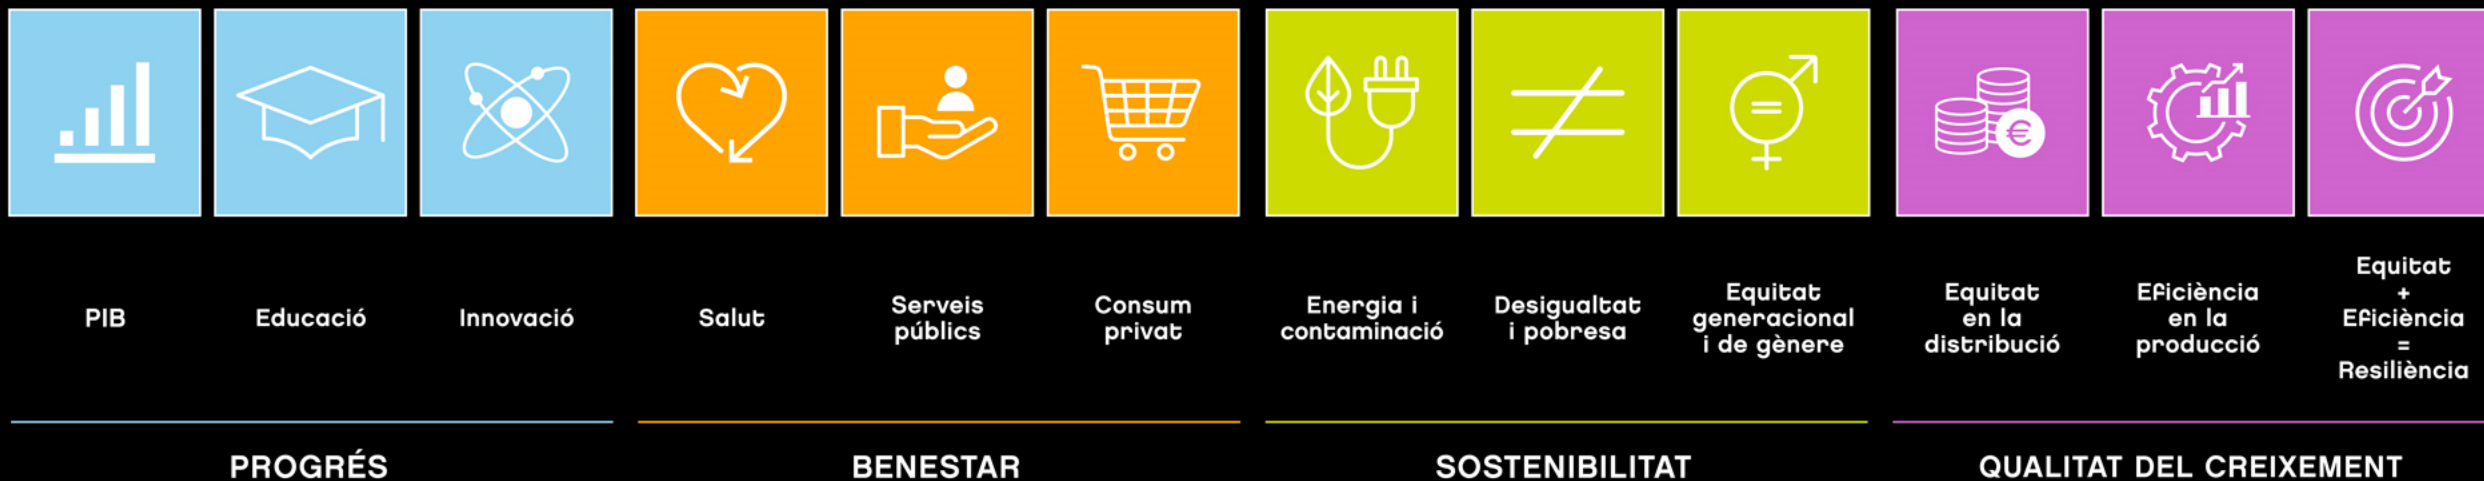 €
PIB
Educació
Innovació
Salut
Serveis
públics
Consum
privat
Energia i
contaminació
Desigualtat
i pobresa
Equitat
generacional
i de gènere
Equitat
en la
distribució
Eficiència
en la
producció
Equitat
+
Eficiència
=
Resiliència
PROGRÉS
BENESTAR
SOSTENIBILITAT
QUALITAT DEL CREIXEMENT